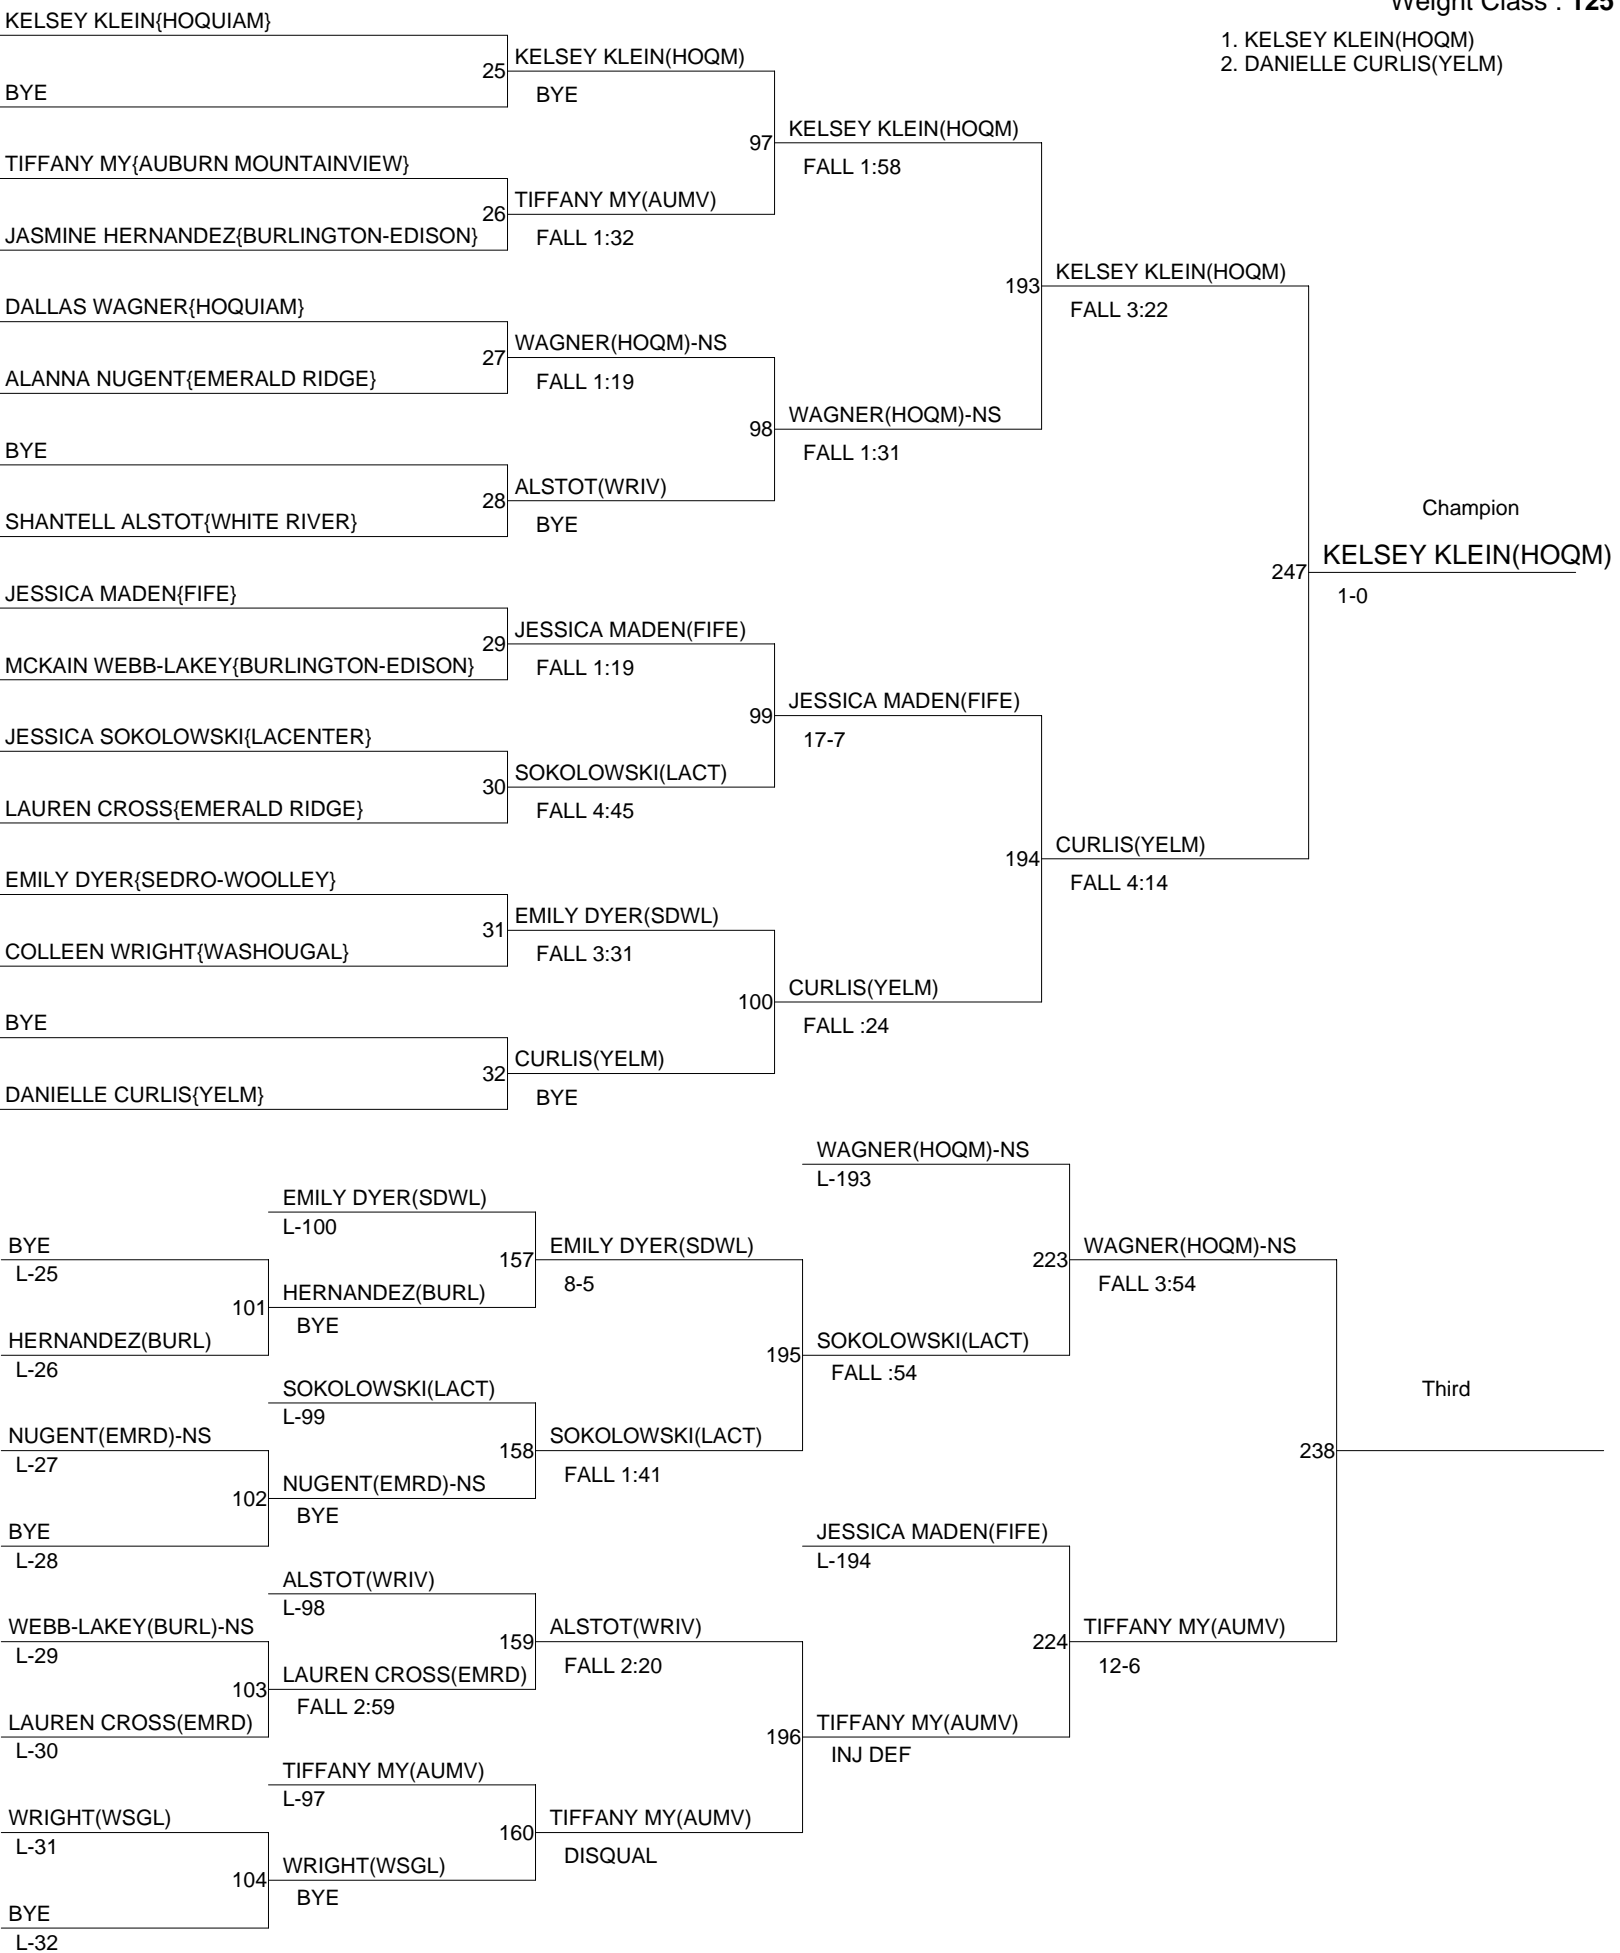 Weight Class : 125
1. KELSEY KLEIN(HOQM)
2. DANIELLE CURLIS(YELM)
KELSEY KLEIN{HOQUIAM}
25
KELSEY KLEIN(HOQM)
BYE
BYE
97
KELSEY KLEIN(HOQM)
FALL 1:58
TIFFANY MY{AUBURN MOUNTAINVIEW}
26
TIFFANY MY(AUMV)
JASMINE HERNANDEZ{BURLINGTON-EDISON}
FALL 1:32
193
KELSEY KLEIN(HOQM)
FALL 3:22
DALLAS WAGNER{HOQUIAM}
27
WAGNER(HOQM)-NS
ALANNA NUGENT{EMERALD RIDGE}
FALL 1:19
98
WAGNER(HOQM)-NS
FALL 1:31
BYE
28
ALSTOT(WRIV)
SHANTELL ALSTOT{WHITE RIVER}
BYE
Champion
247
KELSEY KLEIN(HOQM)
1-0
JESSICA MADEN{FIFE}
29
JESSICA MADEN(FIFE)
MCKAIN WEBB-LAKEY{BURLINGTON-EDISON}
FALL 1:19
99
JESSICA MADEN(FIFE)
17-7
JESSICA SOKOLOWSKI{LACENTER}
30
SOKOLOWSKI(LACT)
LAUREN CROSS{EMERALD RIDGE}
FALL 4:45
194
CURLIS(YELM)
FALL 4:14
EMILY DYER{SEDRO-WOOLLEY}
31
EMILY DYER(SDWL)
COLLEEN WRIGHT{WASHOUGAL}
FALL 3:31
100
CURLIS(YELM)
FALL :24
BYE
32
CURLIS(YELM)
DANIELLE CURLIS{YELM}
BYE
WAGNER(HOQM)-NS
L-193
EMILY DYER(SDWL)
L-100
BYE
L-25
157
EMILY DYER(SDWL)
8-5
223
WAGNER(HOQM)-NS
FALL 3:54
101
HERNANDEZ(BURL)
BYE
HERNANDEZ(BURL)
L-26
195
SOKOLOWSKI(LACT)
FALL :54
SOKOLOWSKI(LACT)
L-99
Third
NUGENT(EMRD)-NS
L-27
158
SOKOLOWSKI(LACT)
FALL 1:41
238
102
NUGENT(EMRD)-NS
BYE
BYE
L-28
JESSICA MADEN(FIFE)
L-194
ALSTOT(WRIV)
L-98
WEBB-LAKEY(BURL)-NS
L-29
159
ALSTOT(WRIV)
FALL 2:20
224
TIFFANY MY(AUMV)
12-6
103
LAUREN CROSS(EMRD)
FALL 2:59
LAUREN CROSS(EMRD)
L-30
196
TIFFANY MY(AUMV)
INJ DEF
TIFFANY MY(AUMV)
L-97
WRIGHT(WSGL)
L-31
160
TIFFANY MY(AUMV)
DISQUAL
104
WRIGHT(WSGL)
BYE
BYE
L-32